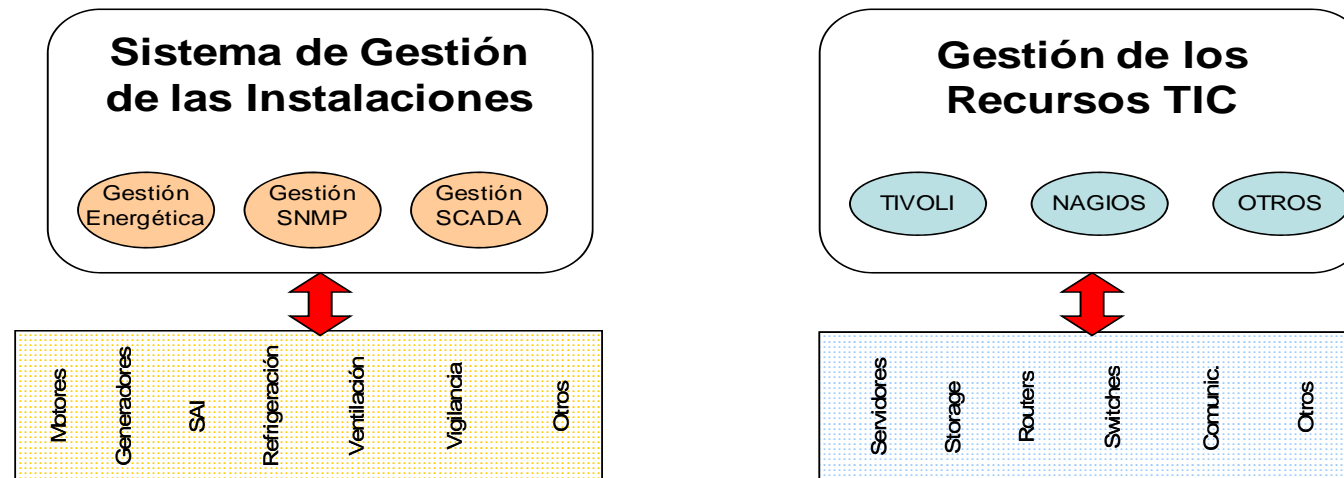 Sistema de Gestión
de las Instalaciones
Gestión
Energética
Gestión
SNMP
Gestión
SCADA
Motores
Generadores
SAI
Refrigeración
Ventilación
Vigilancia
Otros
Gestión de los
Recursos TIC
TIVOLI
NAGIOS
OTROS
Servidores
Storage
Routers
Switches
Comunic.
Otros